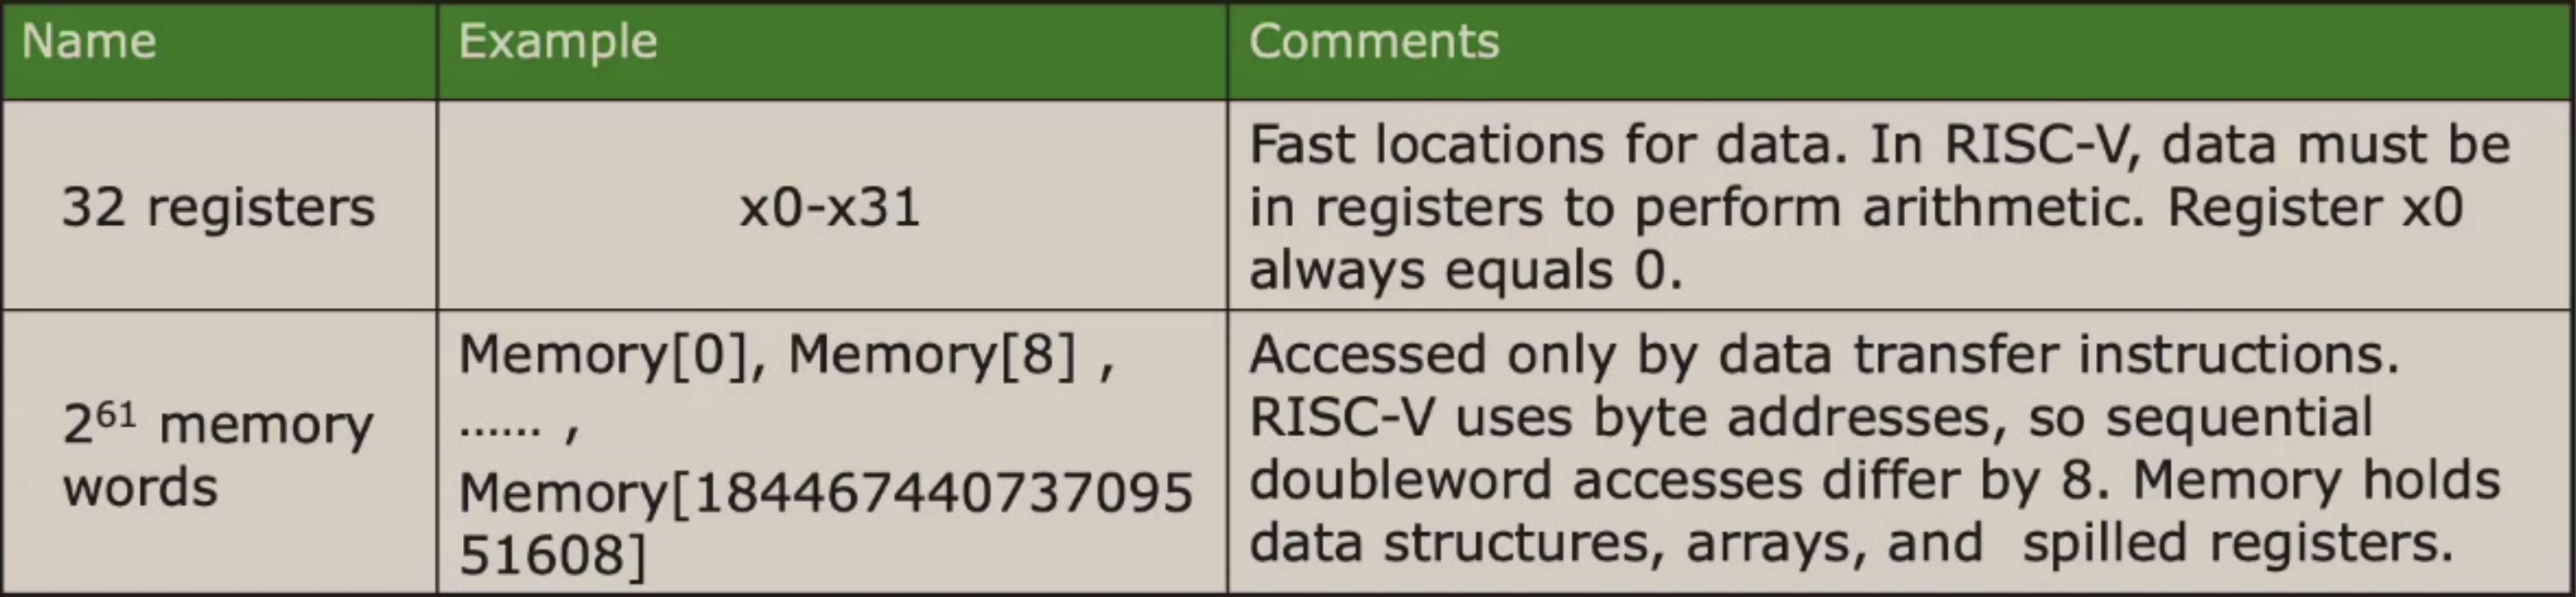 Name
Example
Comments
32 registers
x0-x31
Fast locations for data. In RISC-V, data must be
in registers to perform arithmetic. Register x0
always equals 0.
2⁶¹ memory
words
Memory[0], Memory[8] ,
...... ,
Memory[184467440737095
51608]
Accessed only by data transfer instructions.
RISC-V uses byte addresses, so sequential
doubleword accesses differ by 8. Memory holds
data structures, arrays, and  spilled registers.